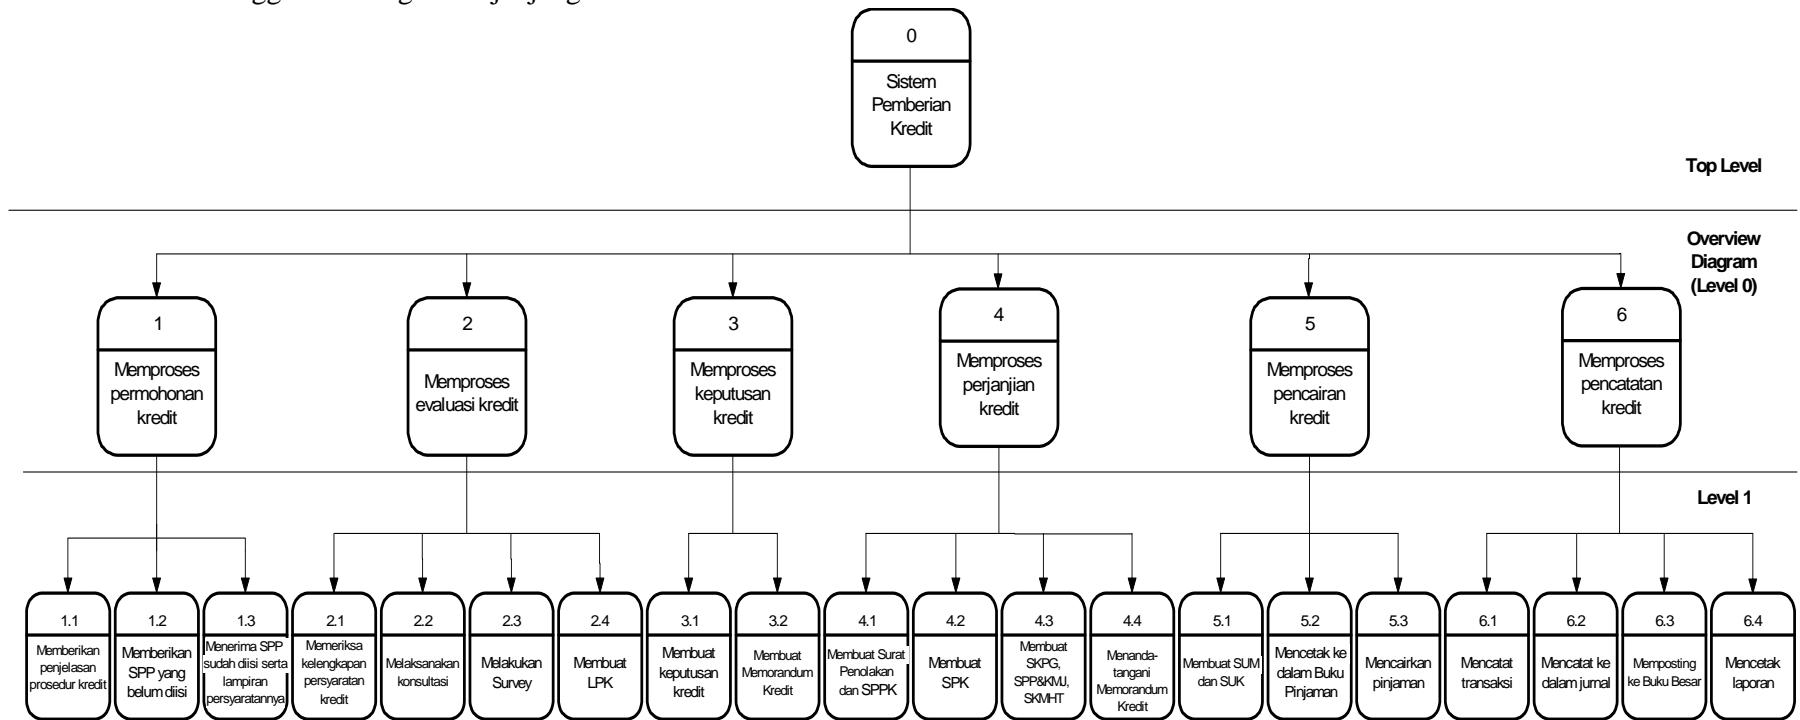 0
Sistem
Pemberian
Kredit
Top Level
Overview
Diagram
(Level 0)
1
Memproses
permohonan
kredit
2
Memproses
evaluasi kredit
3
Memproses
keputusan
kredit
4
Memproses
perjanjian
kredit
5
Memproses
pencairan
kredit
6
Memproses
pencatatan
kredit
Level 1
1.1
Memberikan
penjelasan
prosedur kredit
1.2
Memberikan
SPP yang
belum diisi
1.3
Menerima SPP
sudah diisi serta
lampiran
persyaratannya
2.1
Memeriksa
kelengkapan
persyaratan
kredit
2.2
Melaksanakan
konsultasi
2.3
Melakukan
Survey
2.4
Membuat
LPK
3.1
Membuat
keputusan
kredit
3.2
Membuat
Memorandum
Kredit
4.1
Membuat Surat
Penolakan
dan SPPK
4.2
Membuat
SPK
4.3
Membuat
SKPG,
SPP&KMJ,
SKMHT
4.4
Menanda-
tangani
Memorandum
Kredit
5.1
Membuat SUM
dan SUK
5.2
Mencetak ke
dalam Buku
Pinjaman
5.3
Mencairkan
pinjaman
6.1
Mencatat
transaksi
6.2
Mencatat ke
dalam jurnal
6.3
Memposting
ke Buku Besar
6.4
Mencetak
laporan